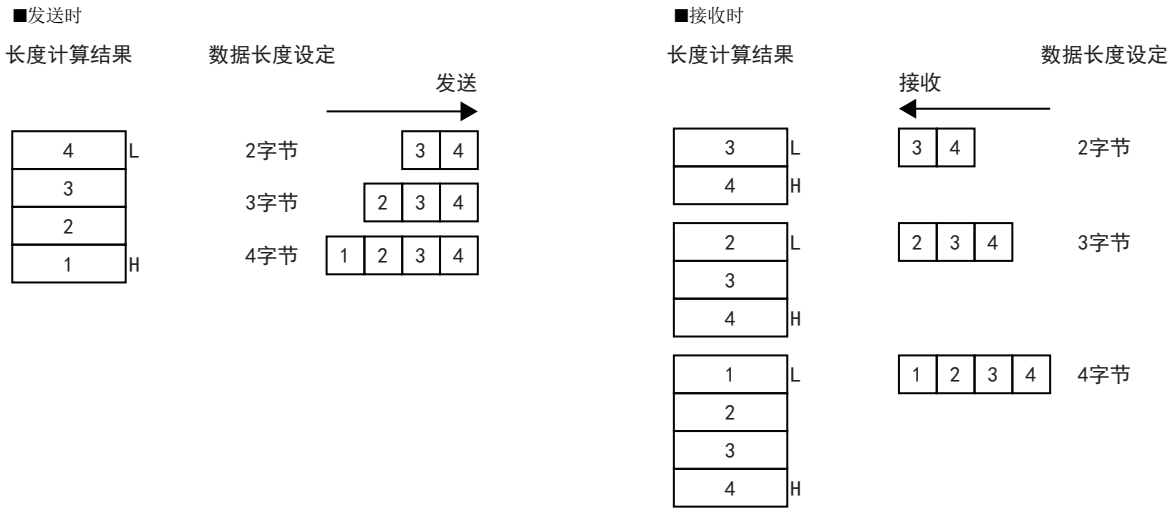 ■发送时
长度计算结果 数据长度设定
发送
4 L 2字节 3 4
3
3字节 2 3 4
2
1 H 4字节 1 2 3 4
■接收时
长度计算结果 数据长度设定
接收
3 L 3 4 2字节
4 H
2 L 2 3 4 3字节
3
4 H
1 L 1 2 3 4 4字节
2
3
4 H